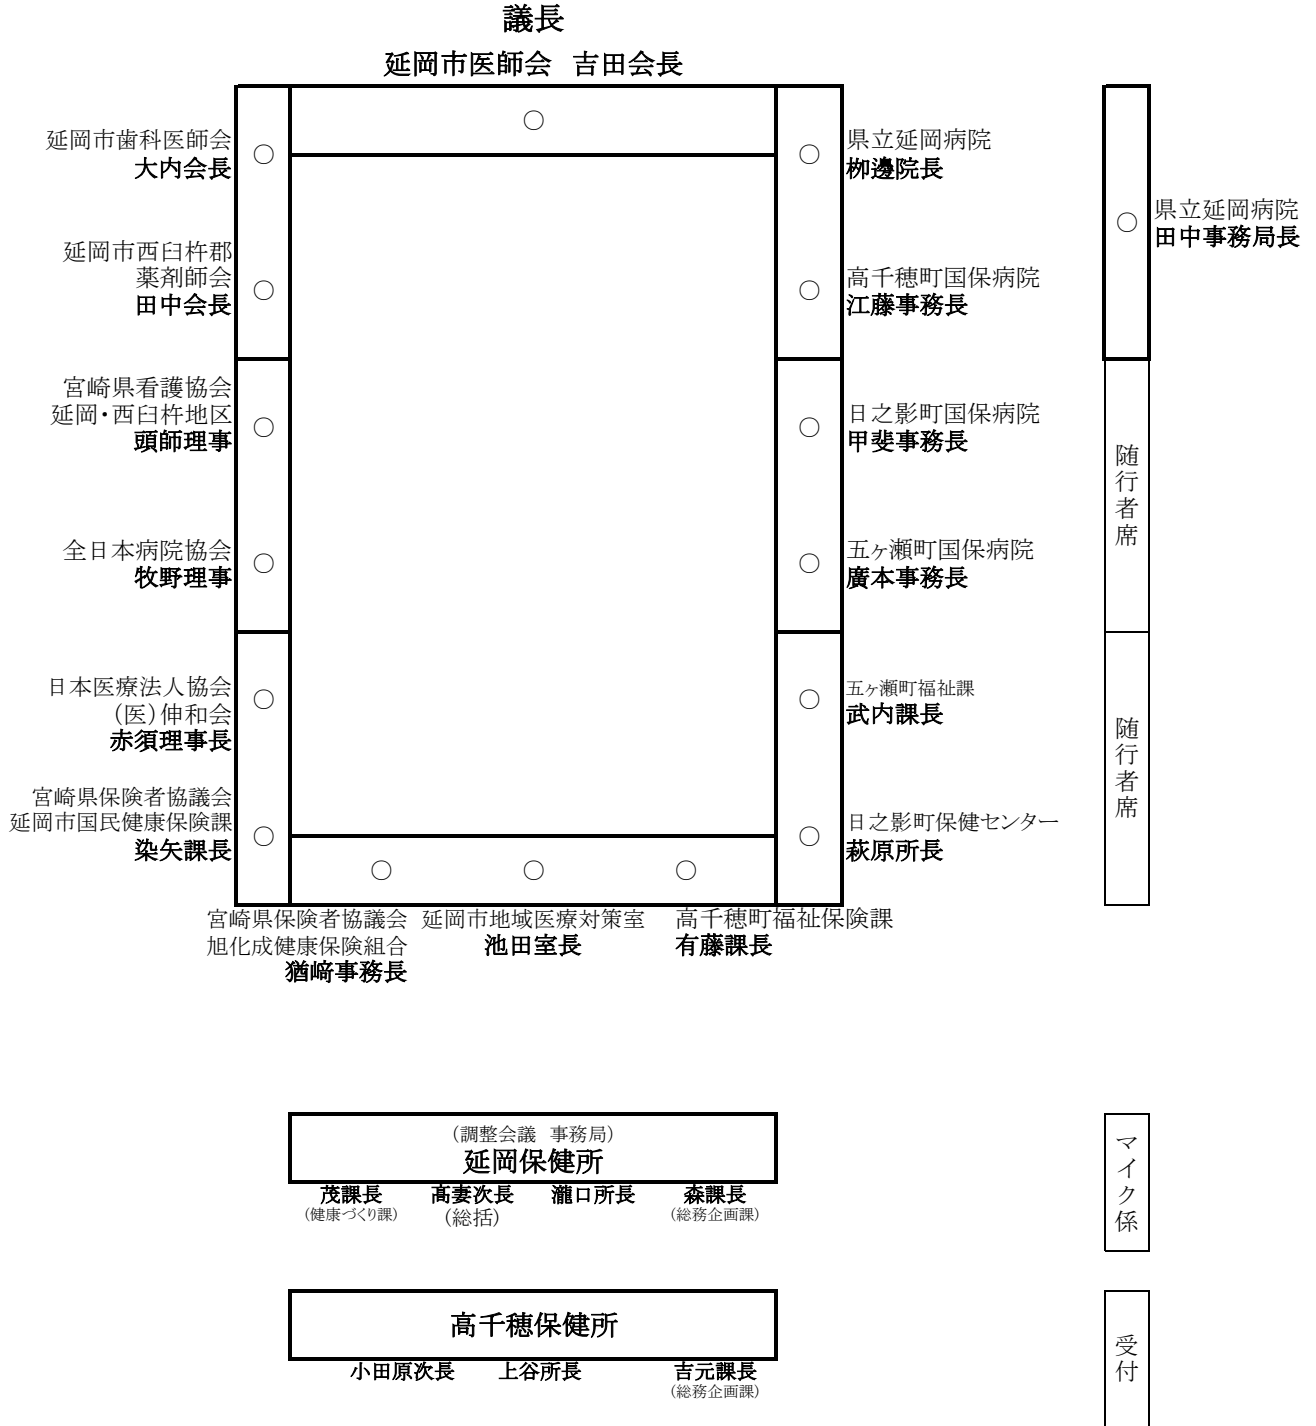 議長
延岡市医師会　吉田会長
○
延岡市歯科医師会
大内会長
○
延岡市西臼杵郡
薬剤師会
田中会長
○
宮崎県看護協会
延岡・西臼杵地区
頭師理事
○
全日本病院協会
牧野理事
○
日本医療法人協会
（医）伸和会
赤須理事長
○
宮崎県保険者協議会
延岡市国民健康保険課
染矢課長
○
○
県立延岡病院
栁邊院長
○
高千穂町国保病院
江藤事務長
○
日之影町国保病院
甲斐事務長
○
五ヶ瀬町国保病院
廣本事務長
○
五ヶ瀬町福祉課
武内課長
○
日之影町保健センター
萩原所長
○
県立延岡病院
田中事務局長
随行者席
随行者席
○　○　○
宮崎県保険者協議会
旭化成健康保険組合
猶﨑事務長
延岡市地域医療対策室
池田室長
高千穂町福祉保険課
有藤課長
（調整会議　事務局）
延岡保健所
茂課長
（健康づくり課）
髙妻次長
（総括）
瀧口所長
森課長
（総務企画課）
マイク係
高千穂保健所
小田原次長
上谷所長
吉元課長
（総務企画課）
受付